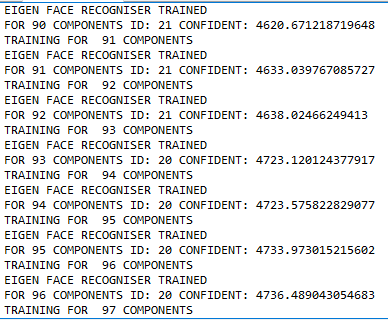 EIGEN FACE RECOGNISER TRAINED
FOR 90 COMPONENTS ID: 21 CONFIDENT: 4620.671218719648
TRAINING FOR  91 COMPONENTS
EIGEN FACE RECOGNISER TRAINED
FOR 91 COMPONENTS ID: 21 CONFIDENT: 4633.039767085727
TRAINING FOR  92 COMPONENTS
EIGEN FACE RECOGNISER TRAINED
FOR 92 COMPONENTS ID: 21 CONFIDENT: 4638.02466249413
TRAINING FOR  93 COMPONENTS
EIGEN FACE RECOGNISER TRAINED
FOR 93 COMPONENTS ID: 20 CONFIDENT: 4723.120124377917
TRAINING FOR  94 COMPONENTS
EIGEN FACE RECOGNISER TRAINED
FOR 94 COMPONENTS ID: 20 CONFIDENT: 4723.575822829077
TRAINING FOR  95 COMPONENTS
EIGEN FACE RECOGNISER TRAINED
FOR 95 COMPONENTS ID: 20 CONFIDENT: 4733.973015215602
TRAINING FOR  96 COMPONENTS
EIGEN FACE RECOGNISER TRAINED
FOR 96 COMPONENTS ID: 20 CONFIDENT: 4736.489043054683
TRAINING FOR  97 COMPONENTS